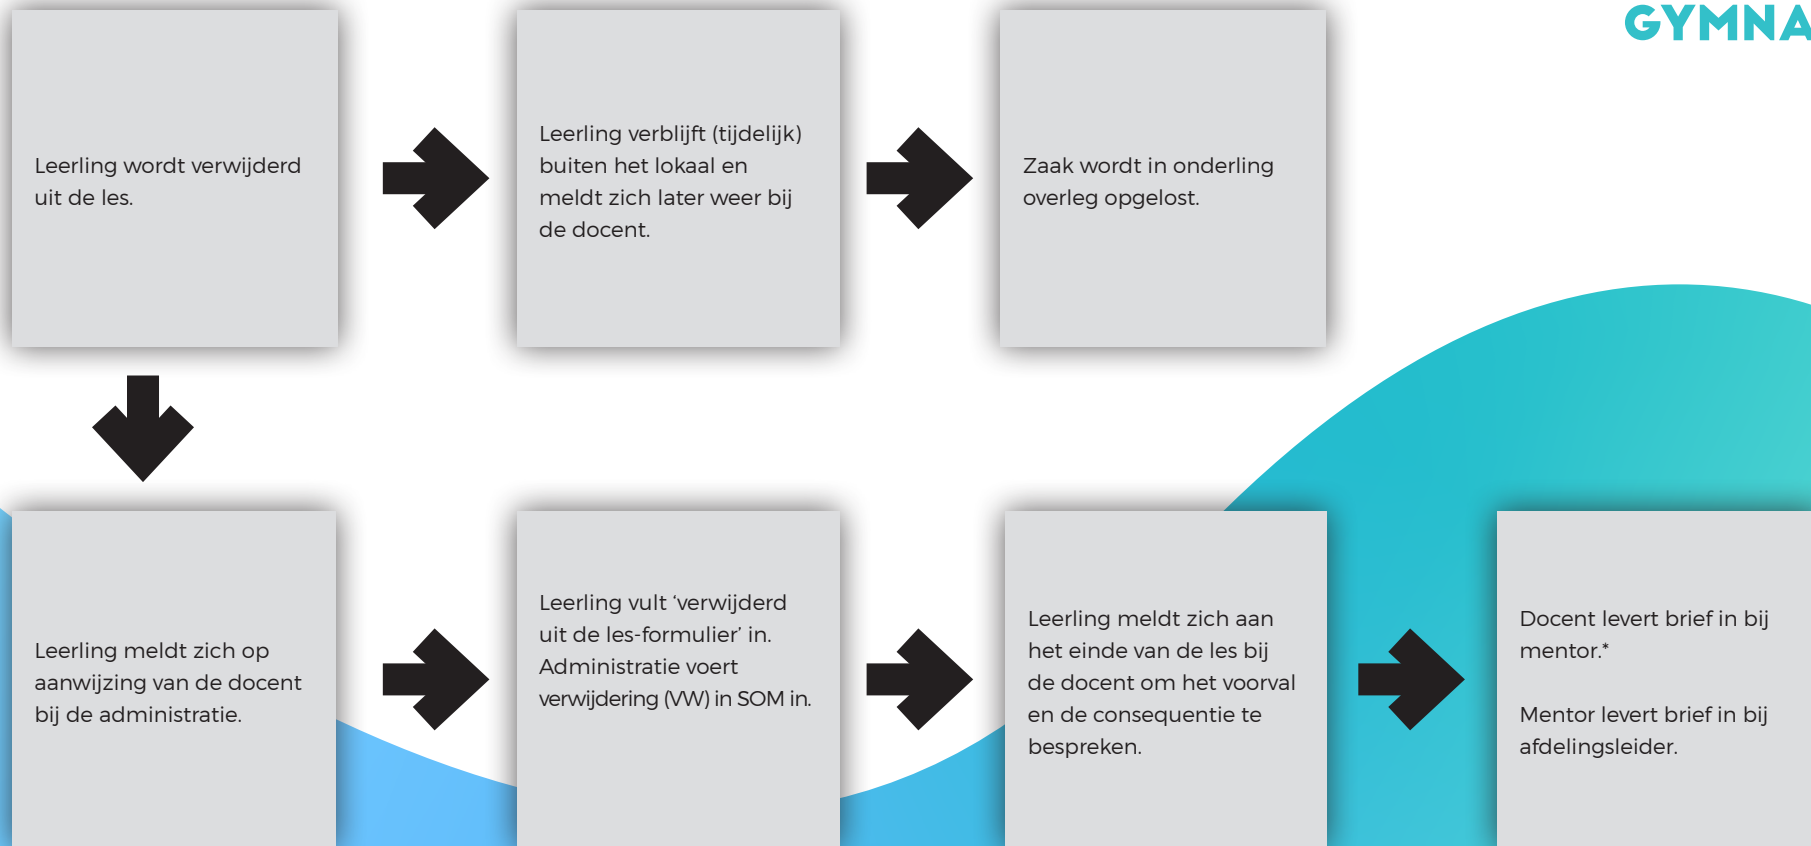 GYMNA
Leerling wordt verwijderd
uit de les.
Leerling verblijft (tijdelijk)
buiten het lokaal en
meldt zich later weer bij
de docent.
Zaak wordt in onderling
overleg opgelost.
Leerling meldt zich op
aanwijzing van de docent
bij de administratie.
Leerling vult ‘verwijderd
uit de les-formulier’ in.
Administratie voert
verwijdering (VW) in SOM in.
Leerling meldt zich aan
het einde van de les bij
de docent om het voorval
en de consequentie te
bespreken.
Docent levert brief in bij
mentor.*
Mentor levert brief in bij
afdelingsleider.